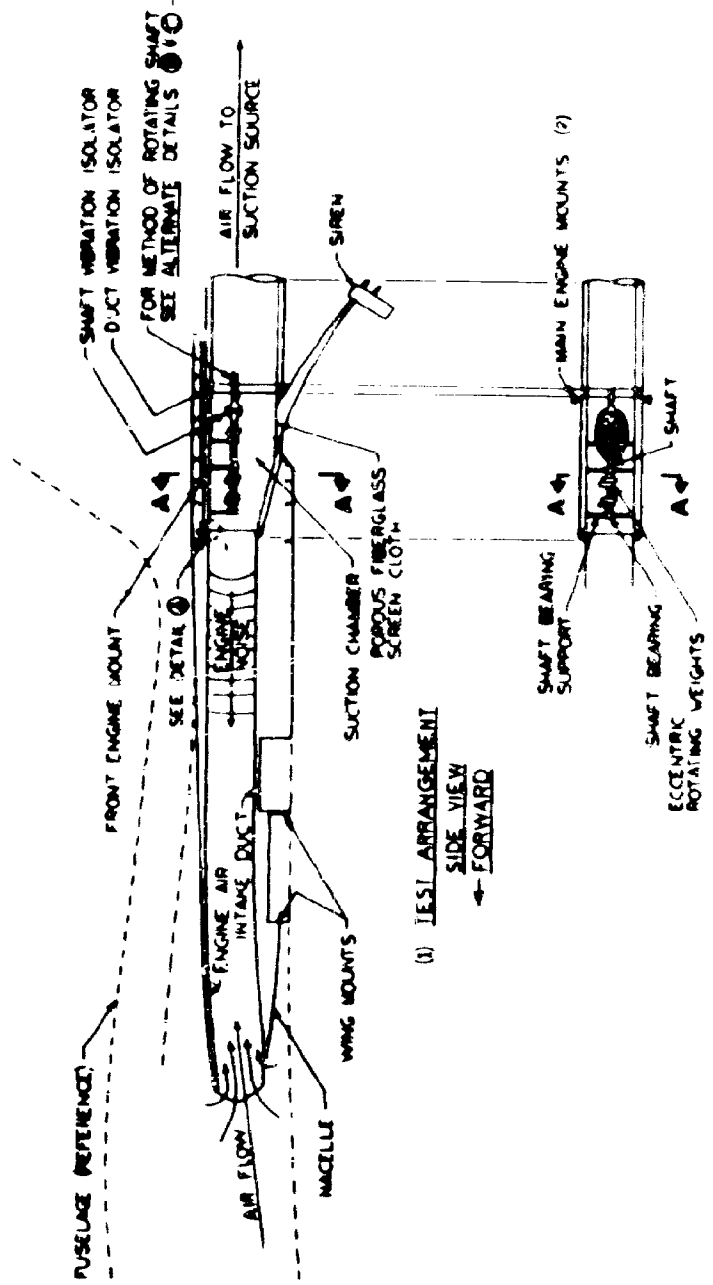 SHAFT VIBRATION ISOLATOR
DUCT VIBRATION ISOLATOR
FOR METHOD OF ROTATING SHAFT
SEE ALTERNATE DETAILS
AIR FLOW TO
SUCTION SOURCE
SIREN
FUSELAGE (REFERENCE)
FRONT ENGINE MOUNT
SEE DETAIL
A
A
ENGINE
NOISE
ENGINE AIR
INTAKE DUCT
AIR FLOW
NACELLE
WING MOUNTS
SUCTION CHAMBER
POROUS FIBERGLASS
SCREEN CLOTH
(1) TEST ARRANGEMENT
SIDE VIEW
FORWARD
MAIN ENGINE MOUNTS (2)
A
A
SHAFT
SHAFT BEARING
SUPPORT
SHAFT BEARING
ECCENTRIC
ROTATING WEIGHTS